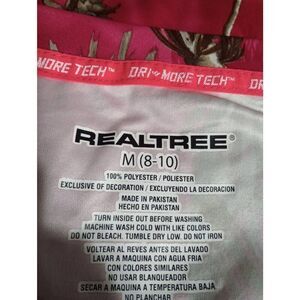 MORE TECH™ DRI✦MORE TECH™ DRI
REALTREE®
M (8-10)
100% POLYESTER / POLIESTER
EXCLUSIVE OF DECORATION / EXCLUYENDO LA DECORACION
MADE IN PAKISTAN
HECHO EN PAKISTAN
TURN INSIDE OUT BEFORE WASHING
MACHINE WASH COLD WITH LIKE COLORS
DO NOT BLEACH. TUMBLE DRY LOW. DO NOT IRON
VOLTEAR AL REVES ANTES DEL LAVADO
LAVAR A MAQUINA CON AGUA FRIA
CON COLORES SIMILARES
NO USAR BLANQUEADOR
SECAR A MAQUINA A TEMPERATURA BAJA
NO PLANCHAR